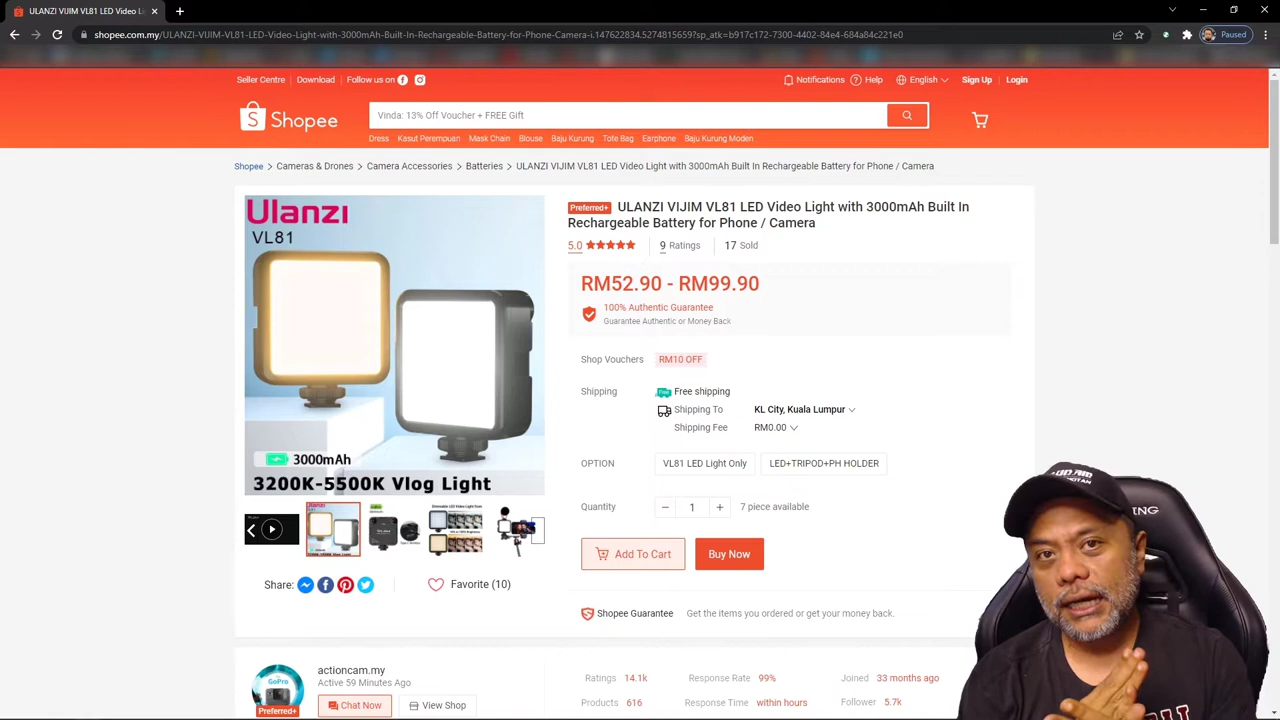 ULANZI VIJIM VL81 LED Video Li
shopee.com.my/ULANZI-VIJIM-VL81-LED-Video-Light-with-3000mAh-Built-In-Rechargeable-Battery-for-Phone-Camera-i.147622834.5274815659?sp_atk=b917c172-7300-4402-84e4-684a84c221e0
Paused
Seller Centre
Download
Follow us on
Notifications
Help
English
Sign Up
Login
Shopee
Vinda: 13% Off Voucher + FREE Gift
Dress Kasut Perempuan Mask Chain Blouse Baju Kurung Tote Bag Earphone Baju Kurung Moden
Shopee > Cameras & Drones > Camera Accessories > Batteries > ULANZI VIJIM VL81 LED Video Light with 3000mAh Built In Rechargeable Battery for Phone / Camera
Ulanzi
VL81
3000mAh
3200K-5500K Vlog Light
Preferred+ ULANZI VIJIM VL81 LED Video Light with 3000mAh Built In
Rechargeable Battery for Phone / Camera
5.0
9 Ratings
17 Sold
RM52.90 - RM99.90
100% Authentic Guarantee
Guarantee Authentic or Money Back
Shop Vouchers RM10 OFF
Shipping Free shipping
Shipping To KL City, Kuala Lumpur
Shipping Fee RM0.00
OPTION VL81 LED Light Only LED+TRIPOD+PH HOLDER
Quantity − 1 + 7 piece available
Add To Cart
Buy Now
Share:
Favorite (10)
Shopee Guarantee Get the items you ordered or get your money back.
GoPro
Preferred+
actioncam.my
Active 59 Minutes Ago
Chat Now
View Shop
Ratings 14.1k
Response Rate 99%
Joined 33 months ago
Products 616
Response Time within hours
Follower 5.7k